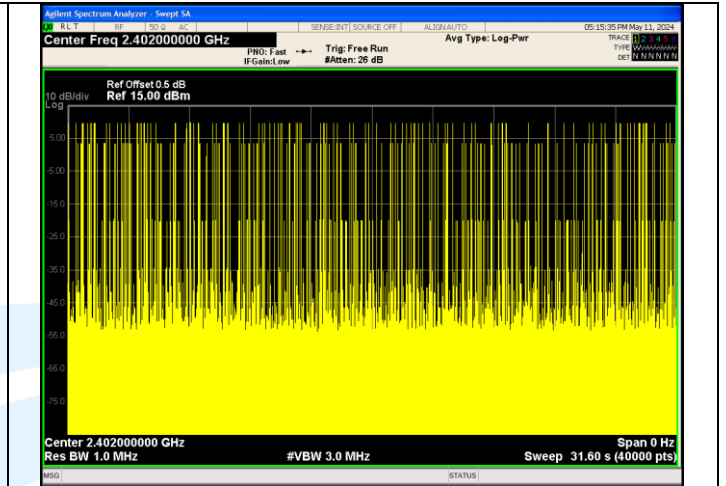 Agilent Spectrum Analyzer - Swept SA
RLT RF 50 Ω AC SENSE:INT SOURCE OFF ALIGNAUTO 05:15:35 PM May 11, 2024
Center Freq 2.402000000 GHz
PNO: Fast
IFGain:Low
Trig: Free Run
#Atten: 26 dB
Avg Type: Log-Pwr
TRACE 1 2 3 4 5 6
TYPE W
DET N N N N N N
Ref Offset 0.5 dB
10 dB/div Ref 15.00 dBm
Log
5.00
-5.00
-15.0
-25.0
-35.0
-45.0
-55.0
-65.0
-75.0
Center 2.402000000 GHz Span 0 Hz
Res BW 1.0 MHz #VBW 3.0 MHz Sweep 31.60 s (40000 pts)
MSG STATUS